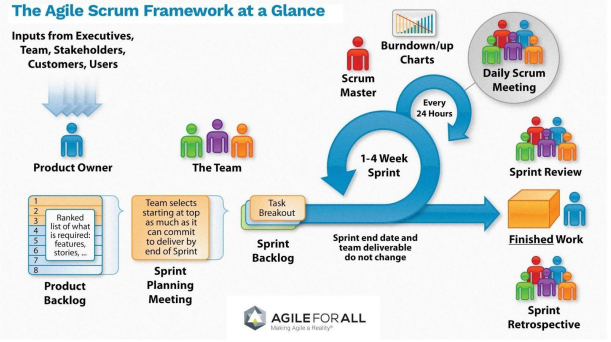 The Agile Scrum Framework at a Glance
Inputs from Executives,
Team, Stakeholders,
Customers, Users
Product Owner
The Team
Scrum
Master
Burndown/up
Charts
Daily Scrum
Meeting
Every
24 Hours
1-4 Week
Sprint
Sprint Review
1
2
3
4
5
6
7
8
Ranked
list of what
is required:
features,
stories, ...
Product
Backlog
Team selects
starting at top
as much as it
can commit
to deliver by
end of Sprint
Sprint
Planning
Meeting
Task
Breakout
Sprint
Backlog
Sprint end date and
team deliverable
do not change
Finished Work
Sprint
Retrospective
AGILE FOR ALL
Making Agile a Reality®